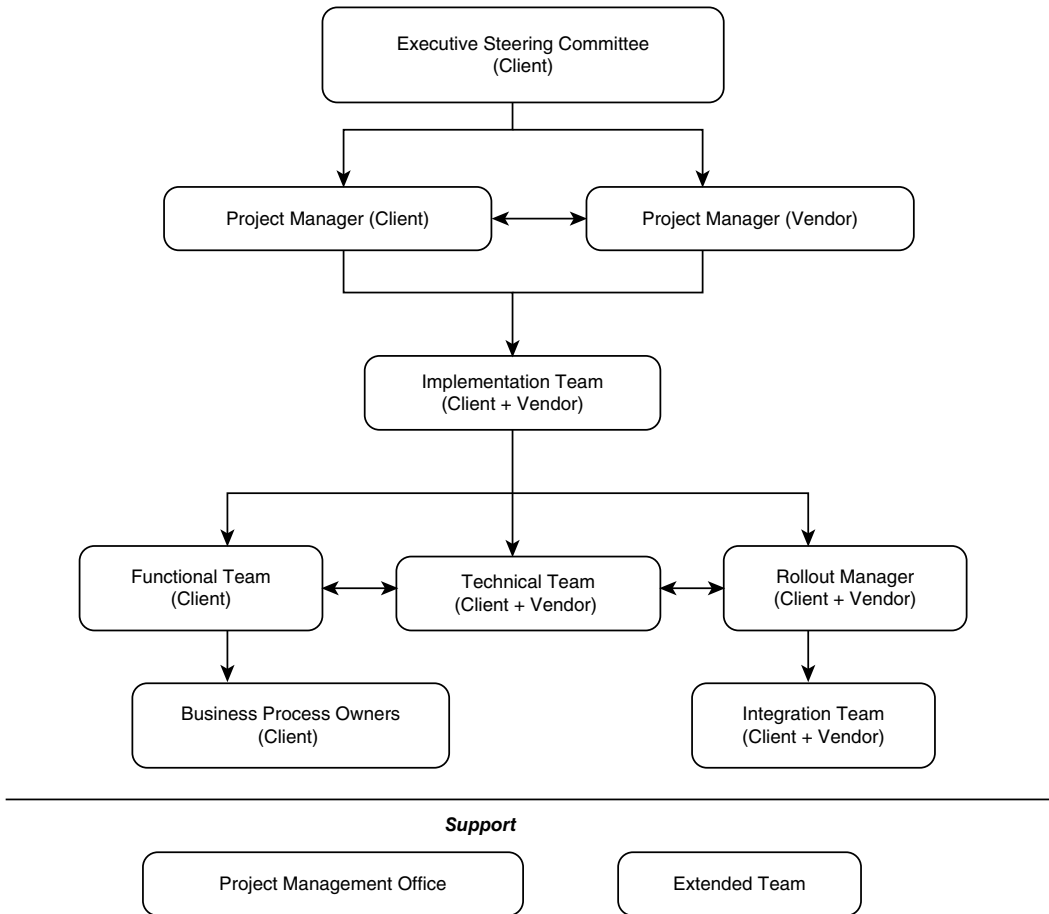 Executive Steering Committee
(Client)
Project Manager (Client)
Project Manager (Vendor)
Implementation Team
(Client + Vendor)
Functional Team
(Client)
Technical Team
(Client + Vendor)
Rollout Manager
(Client + Vendor)
Business Process Owners
(Client)
Integration Team
(Client + Vendor)
Support
Project Management Office
Extended Team